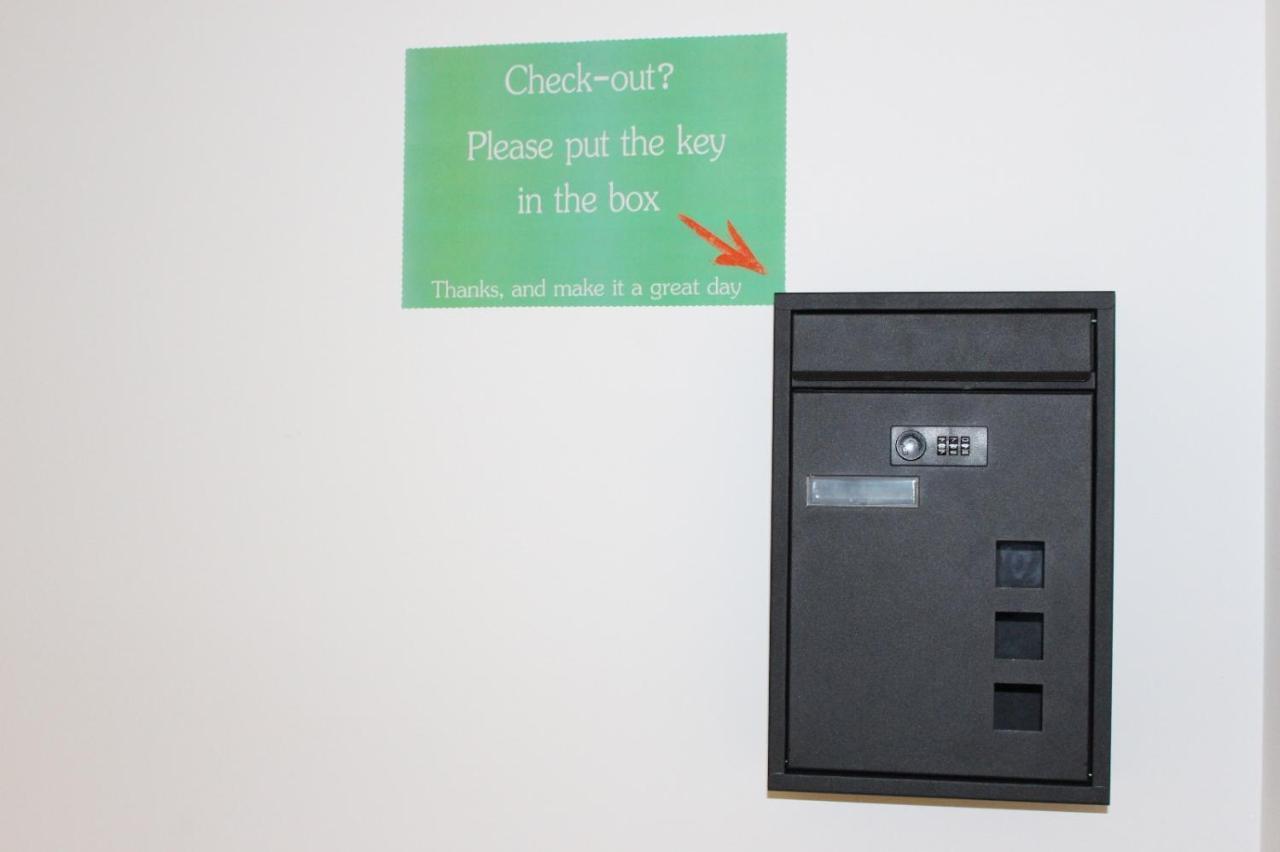 Check-out?
Please put the key
in the box
Thanks, and make it a great day